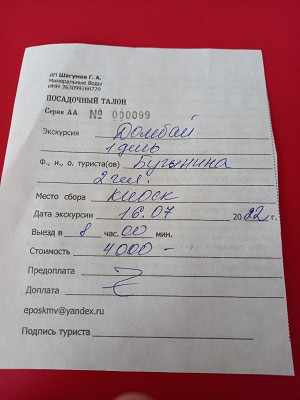 ИП Шагунов Г. А.
Минеральные Воды
ИНН 263099266729
ПОСАДОЧНЫЙ ТАЛОН
Серия АА № 000099
Экскурсия Домбай
1 день
Ф., и., о. туриста(ов) Бугынина
2 чел.
Место сбора киоск
Дата экскурсии 16.07 2022 г.
Выезд в 8 час. 00 мин.
Стоимость 4000 -
Предоплата
Доплата
eposkmv@yandex.ru
Подпись туриста